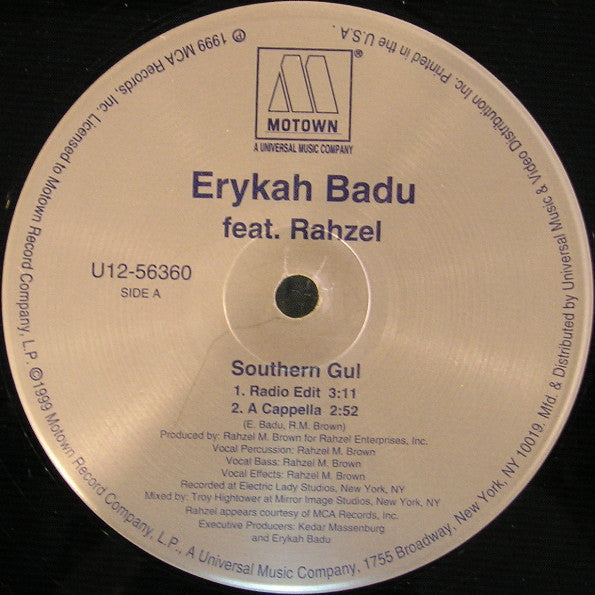 MOTOWN
®
A UNIVERSAL MUSIC COMPANY
Erykah Badu
feat. Rahzel
U12-56360
SIDE A
Southern Gul
1. Radio Edit 3:11
2. A Cappella 2:52
(E. Badu, R.M. Brown)
Produced by: Rahzel M. Brown for Rahzel Enterprises, Inc.
Vocal Percussion: Rahzel M. Brown
Vocal Bass: Rahzel M. Brown
Vocal Effects: Rahzel M. Brown
Recorded at Electric Lady Studios, New York, NY
Mixed by: Troy Hightower at Mirror Image Studios, New York, NY
Rahzel appears courtesy of MCA Records, Inc.
Executive Producers: Kedar Massenburg
and Erykah Badu
℗ 1999 MCA Records, Inc. Licensed to Motown Record Company, L.P. ©1999 Motown Record Company, L.P., A Universal Music Company, 1755 Broadway, New York, NY 10019. Mfd. & Distributed by Universal Music & Video Distribution Inc. Printed in the U.S.A.